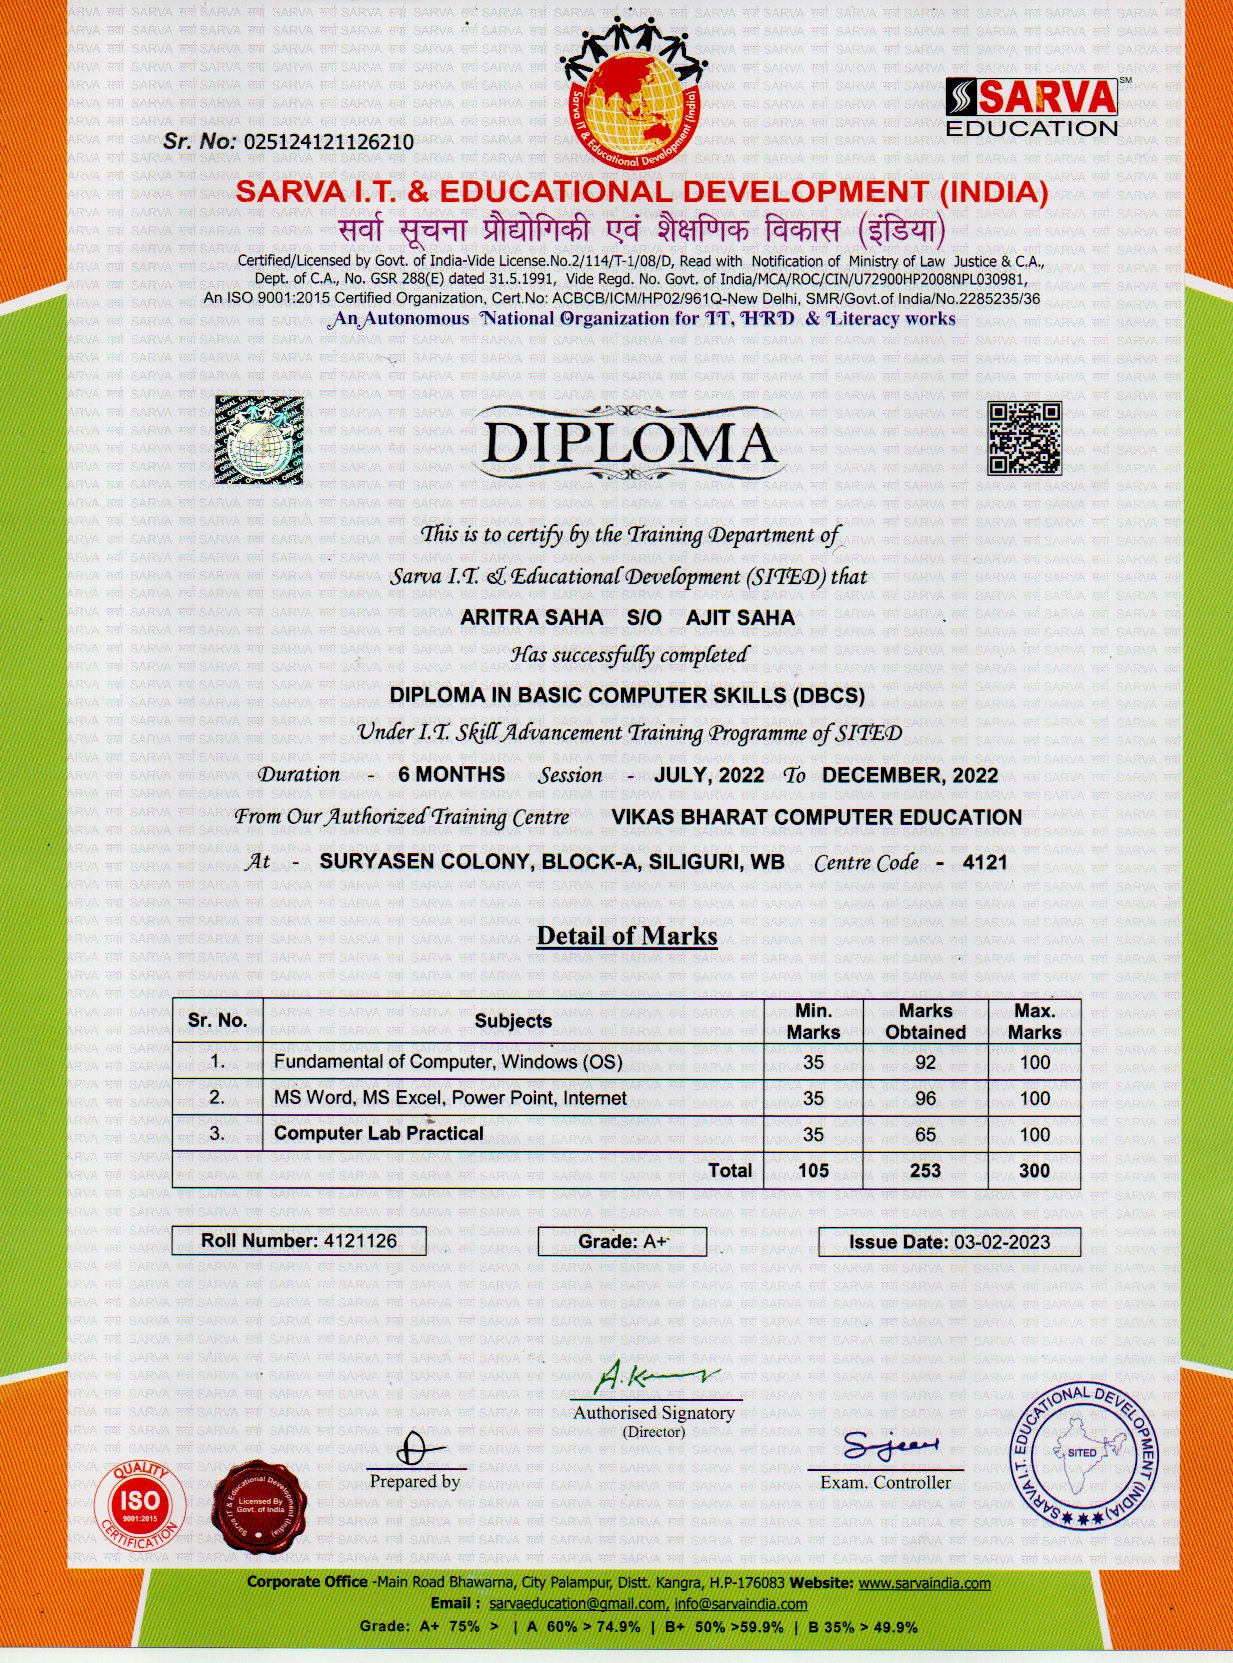 Sarva IT & Educational Development (India)
SARVA SM
EDUCATION
Sr. No: 025124121126210
SARVA I.T. & EDUCATIONAL DEVELOPMENT (INDIA)
सर्वा सूचना प्रौद्योगिकी एवं शैक्षणिक विकास (इंडिया)
Certified/Licensed by Govt. of India-Vide License.No.2/114/T-1/08/D, Read with Notification of Ministry of Law Justice & C.A.,
Dept. of C.A., No. GSR 288(E) dated 31.5.1991, Vide Regd. No. Govt. of India/MCA/ROC/CIN/U72900HP2008NPL030981,
An ISO 9001:2015 Certified Organization, Cert.No: ACBCB/ICM/HP02/961Q-New Delhi, SMR/Govt.of India/No.2285235/36
An Autonomous National Organization for IT, HRD & Literacy works
DIPLOMA
This is to certify by the Training Department of
Sarva I.T. & Educational Development (SITED) that
ARITRA SAHA S/O AJIT SAHA
Has successfully completed
DIPLOMA IN BASIC COMPUTER SKILLS (DBCS)
Under I.T. Skill Advancement Training Programme of SITED
Duration - 6 MONTHS Session - JULY, 2022 To DECEMBER, 2022
From Our Authorized Training Centre VIKAS BHARAT COMPUTER EDUCATION
At - SURYASEN COLONY, BLOCK-A, SILIGURI, WB Centre Code - 4121
Detail of Marks
Sr. No. Subjects Min. Marks Marks Obtained Max. Marks
1. Fundamental of Computer, Windows (OS) 35 92 100
2. MS Word, MS Excel, Power Point, Internet 35 96 100
3. Computer Lab Practical 35 65 100
Total 105 253 300
Roll Number: 4121126 Grade: A+ Issue Date: 03-02-2023
A.Kumar
Authorised Signatory
(Director)
Prepared by
Exam. Controller
QUALITY ISO 9001:2015 CERTIFICATION
Sarva IT & Educational Development (India) Licensed By Govt. of India
SARVA I.T. EDUCATIONAL DEVELOPMENT (INDIA) SITED
Corporate Office -Main Road Bhawarna, City Palampur, Distt. Kangra, H.P-176083 Website: www.sarvaindia.com
Email : sarvaeducation@gmail.com, info@sarvaindia.com
Grade: A+ 75% > | A 60% > 74.9% | B+ 50% >59.9% | B 35% > 49.9%